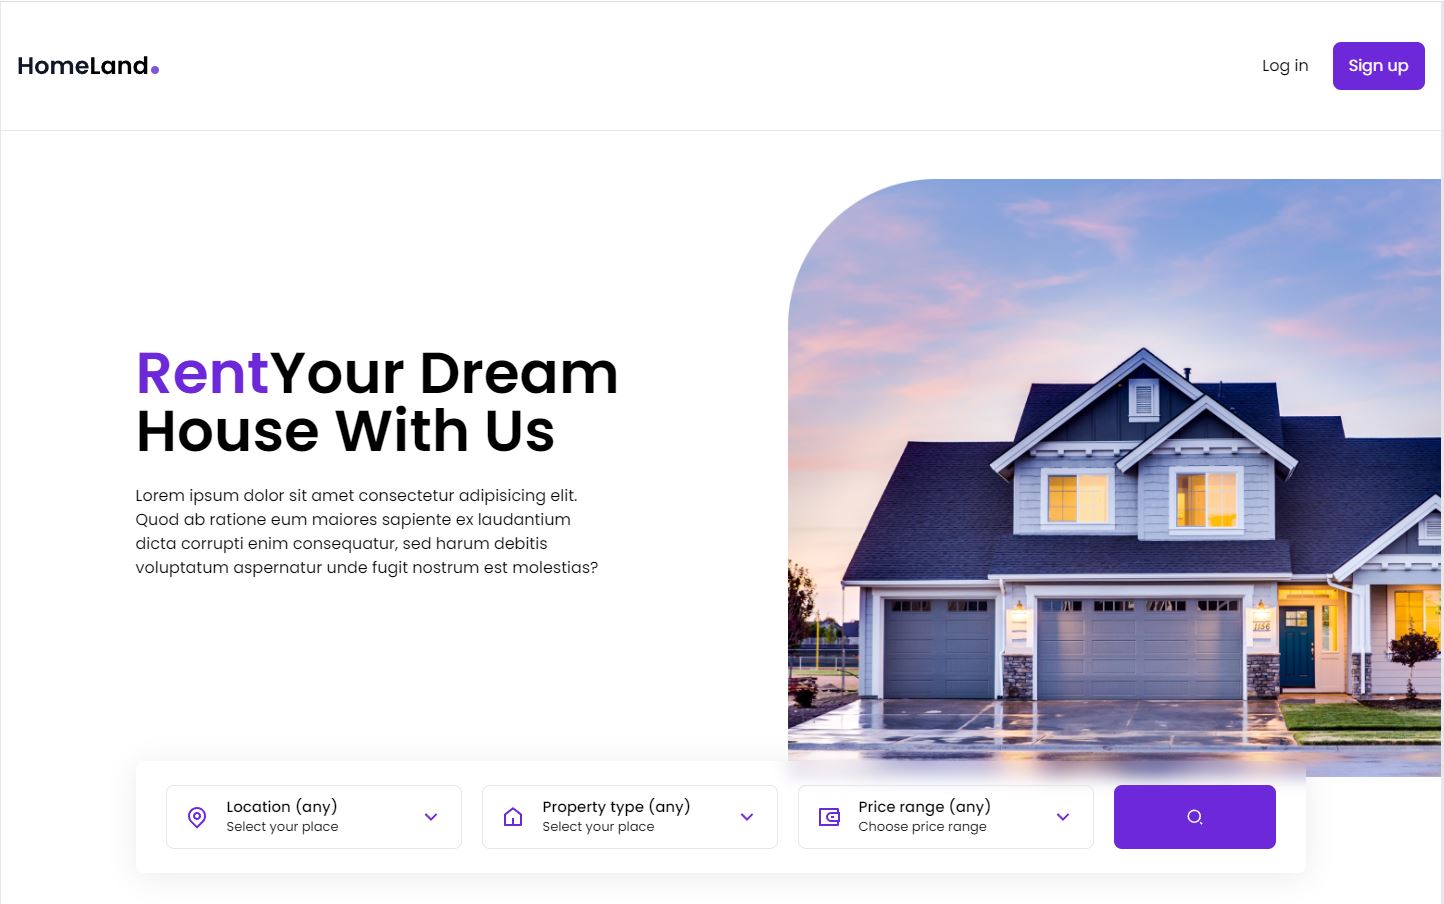 HomeLand
Log in
Sign up
RentYour Dream
House With Us
Lorem ipsum dolor sit amet consectetur adipisicing elit.
Quod ab ratione eum maiores sapiente ex laudantium
dicta corrupti enim consequatur, sed harum debitis
voluptatum aspernatur unde fugit nostrum est molestias?
1156
Location (any)
Select your place
Property type (any)
Select your place
Price range (any)
Choose price range